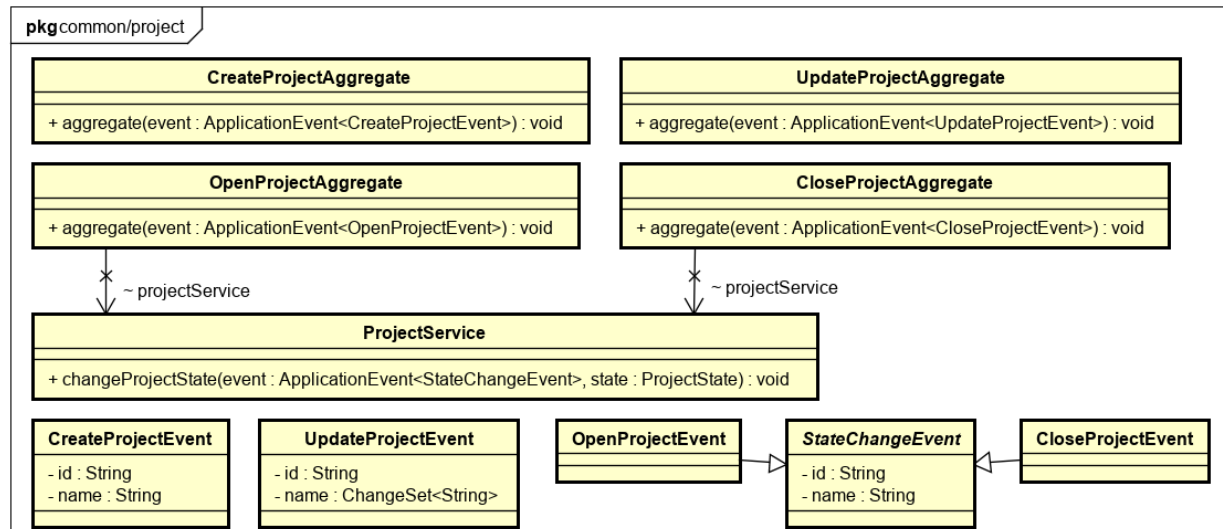 pkg common/project
CreateProjectAggregate
+ aggregate(event : ApplicationEvent<CreateProjectEvent>) : void
UpdateProjectAggregate
+ aggregate(event : ApplicationEvent<UpdateProjectEvent>) : void
OpenProjectAggregate
+ aggregate(event : ApplicationEvent<OpenProjectEvent>) : void
CloseProjectAggregate
+ aggregate(event : ApplicationEvent<CloseProjectEvent>) : void
~ projectService
~ projectService
ProjectService
+ changeProjectState(event : ApplicationEvent<StateChangeEvent>, state : ProjectState) : void
CreateProjectEvent
- id : String
- name : String
UpdateProjectEvent
- id : String
- name : ChangeSet<String>
OpenProjectEvent
StateChangeEvent
- id : String
- name : String
CloseProjectEvent